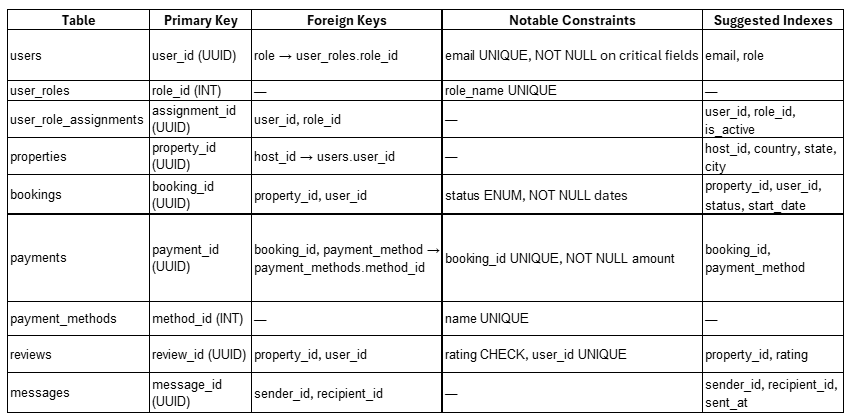 Table Primary Key Foreign Keys Notable Constraints Suggested Indexes
users user_id (UUID) role → user_roles.role_id email UNIQUE, NOT NULL on critical fields email, role
user_roles role_id (INT) — role_name UNIQUE —
user_role_assignments assignment_id (UUID) user_id, role_id — user_id, role_id, is_active
properties property_id (UUID) host_id → users.user_id — host_id, country, state, city
bookings booking_id (UUID) property_id, user_id status ENUM, NOT NULL dates property_id, user_id, status, start_date
payments payment_id (UUID) booking_id, payment_method → payment_methods.method_id booking_id UNIQUE, NOT NULL amount booking_id, payment_method
payment_methods method_id (INT) — name UNIQUE —
reviews review_id (UUID) property_id, user_id rating CHECK, user_id UNIQUE property_id, rating
messages message_id (UUID) sender_id, recipient_id — sender_id, recipient_id, sent_at